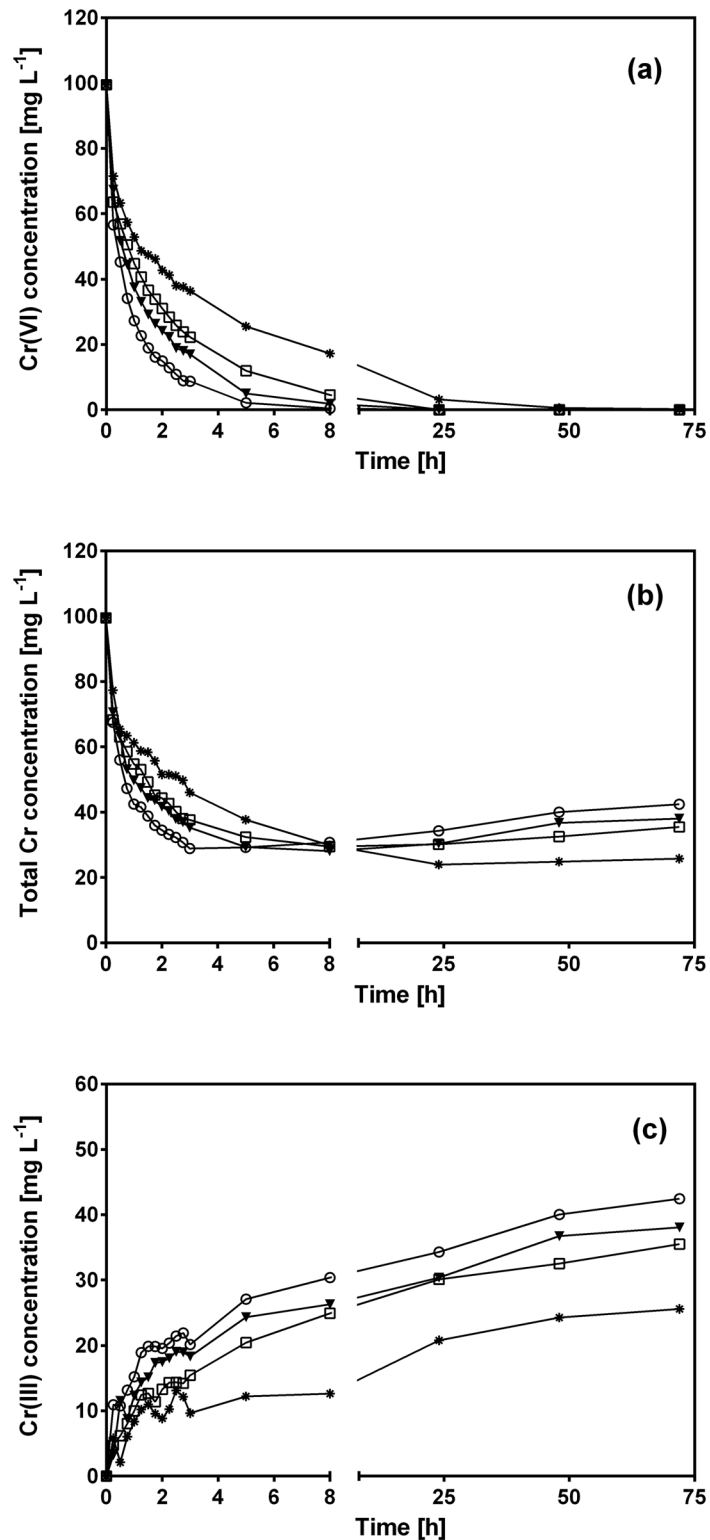 (a)
Cr(VI) concentration [mg L⁻¹]
120
100
80
60
40
20
0
0 2 4 6 8 25 50 75
Time [h]
(b)
Total Cr concentration [mg L⁻¹]
120
100
80
60
40
20
0
0 2 4 6 8 25 50 75
Time [h]
(c)
Cr(III) concentration [mg L⁻¹]
60
50
40
30
20
10
0
0 2 4 6 8 25 50 75
Time [h]